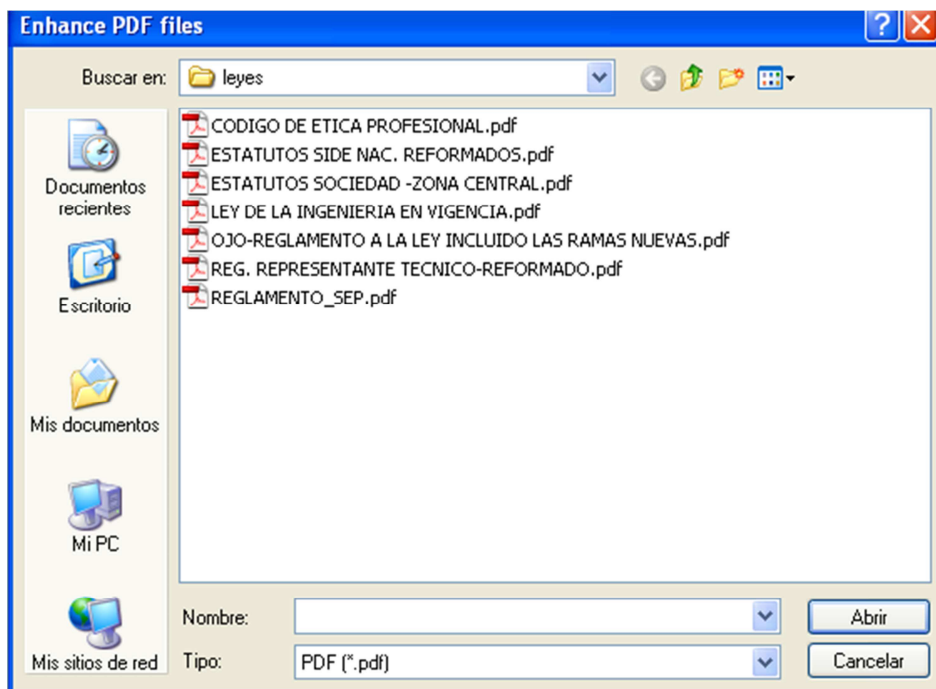 Enhance PDF files
Buscar en:
leyes
Documentos
recientes
Escritorio
Mis documentos
Mi PC
Mis sitios de red
CODIGO DE ETICA PROFESIONAL.pdf
ESTATUTOS SIDE NAC. REFORMADOS.pdf
ESTATUTOS SOCIEDAD -ZONA CENTRAL.pdf
LEY DE LA INGENIERIA EN VIGENCIA.pdf
OJO-REGLAMENTO A LA LEY INCLUIDO LAS RAMAS NUEVAS.pdf
REG. REPRESENTANTE TECNICO-REFORMADO.pdf
REGLAMENTO_SEP.pdf
Nombre:
Abrir
Tipo:
PDF (*.pdf)
Cancelar